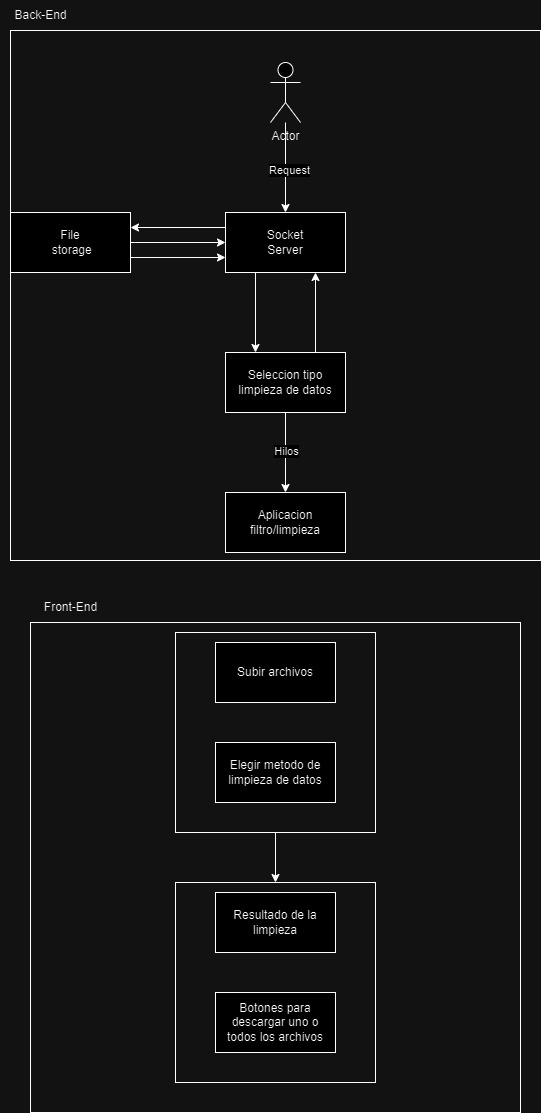 Back-End
Actor
Request
File
storage
Socket
Server
Seleccion tipo
limpieza de datos
Hilos
Aplicacion
filtro/limpieza
Front-End
Subir archivos
Elegir metodo de
limpieza de datos
Resultado de la
limpieza
Botones para
descargar uno o
todos los archivos